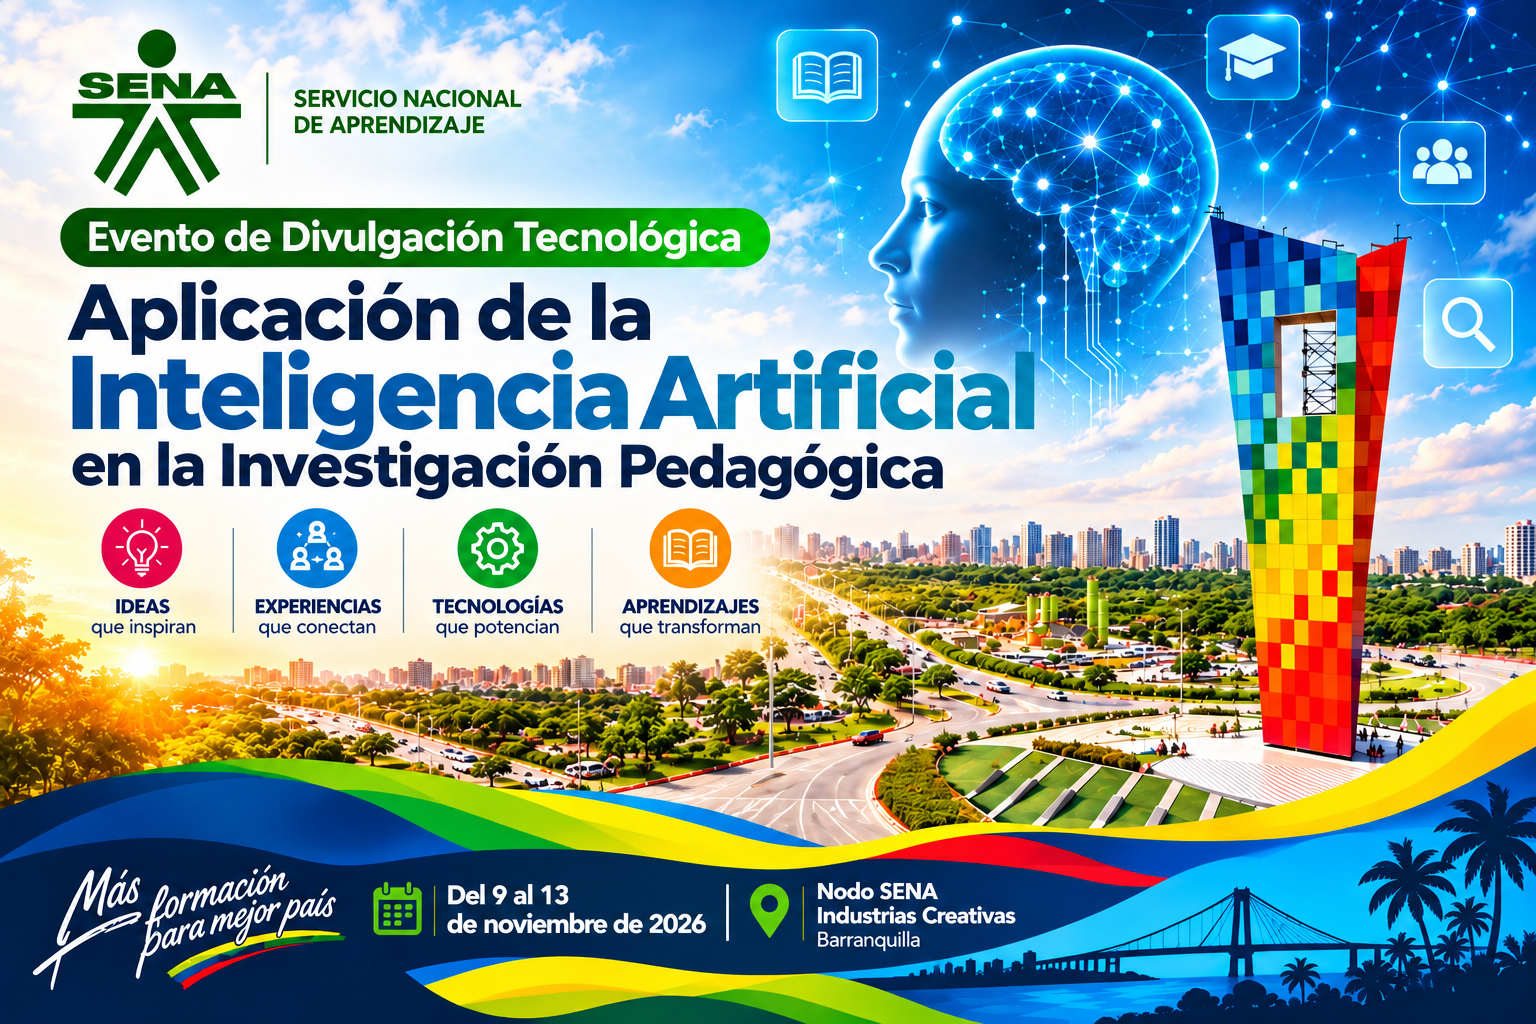 SENA
SERVICIO NACIONAL
DE APRENDIZAJE
Evento de Divulgación Tecnológica
Aplicación de la
Inteligencia Artificial
en la Investigación Pedagógica
IDEAS
que inspiran
EXPERIENCIAS
que conectan
TECNOLOGÍAS
que potencian
APRENDIZAJES
que transforman
Más formación
para mejor país
Del 9 al 13
de noviembre de 2026
Nodo SENA
Industrias Creativas
Barranquilla